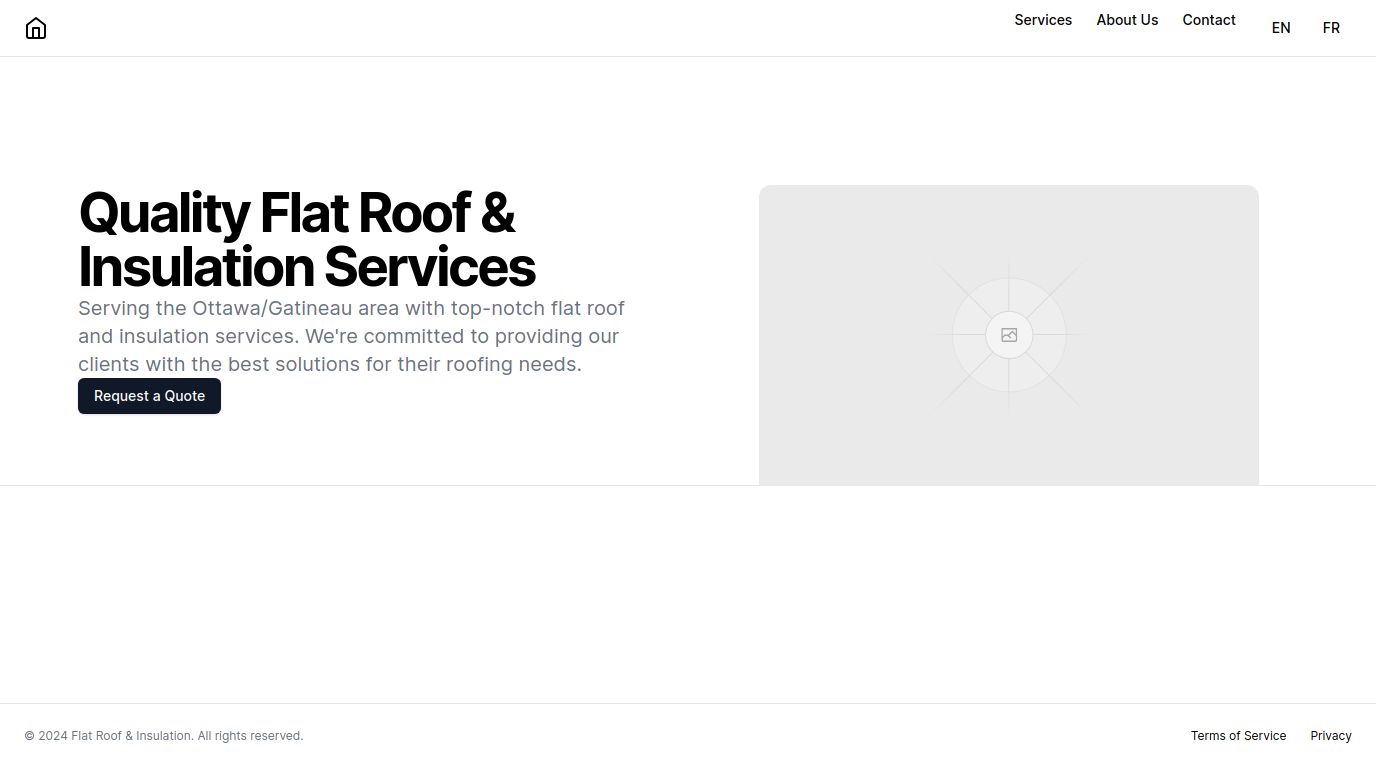 Services About Us Contact EN FR
Quality Flat Roof &
Insulation Services
Serving the Ottawa/Gatineau area with top-notch flat roof
and insulation services. We're committed to providing our
clients with the best solutions for their roofing needs.
Request a Quote
© 2024 Flat Roof & Insulation. All rights reserved.
Terms of Service Privacy